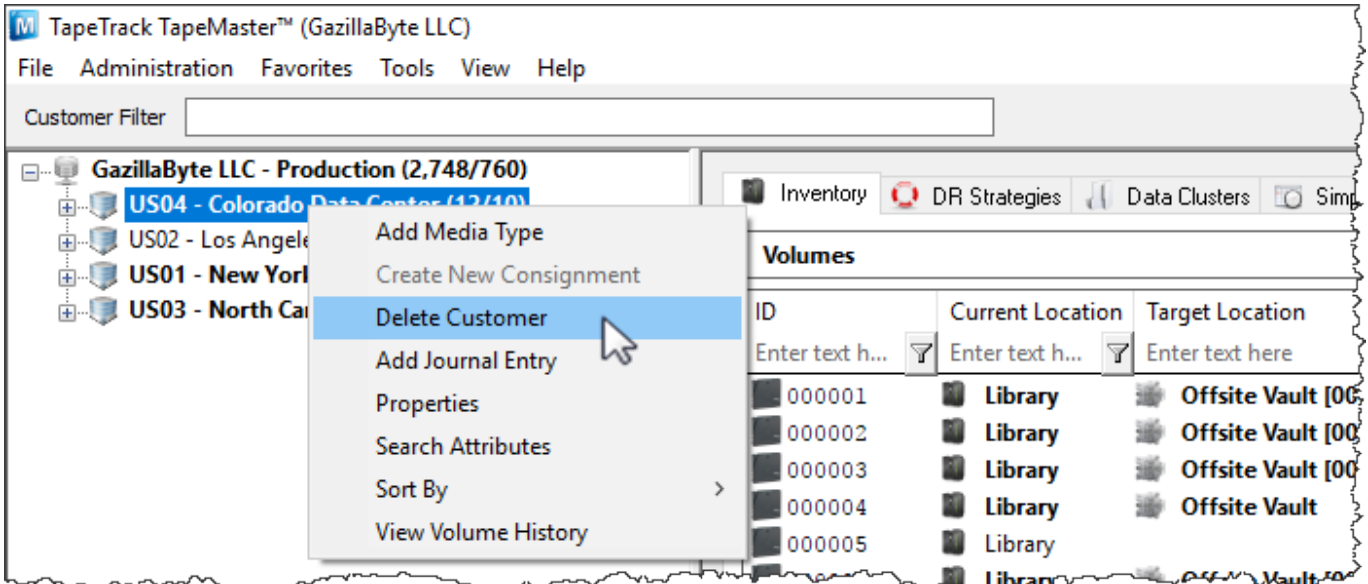 TapeTrack TapeMaster™ (GazillaByte LLC)
File Administration Favorites Tools View Help
Customer Filter
GazillaByte LLC - Production (2,748/760)
US04 - Colorado Data Center (12/10)
US02 - Los
US01 - New
US03 - North
Add Media Type
Create New Consignment
Delete Customer
Add Journal Entry
Properties
Search Attributes
Sort By
View Volume History
Inventory DR Strategies Data Clusters
Volumes
ID Current Location Target Location
Enter text h... Enter text h... Enter text here
000001 Library Offsite Vault [00
000002 Library Offsite Vault [00
000003 Library Offsite Vault [00
000004 Library Offsite Vault
000005 Library
Library